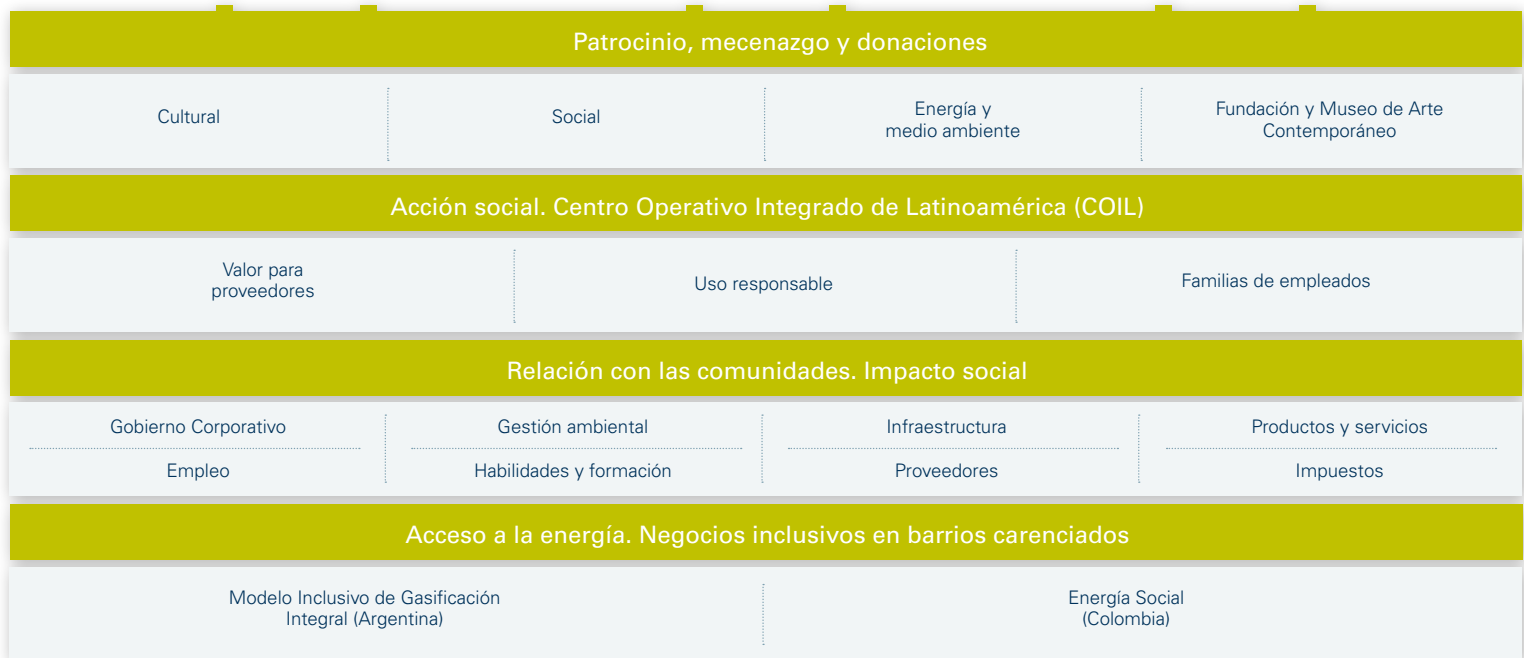 Patrocinio, mecenazgo y donaciones
Cultural
Social
Energía y
medio ambiente
Fundación y Museo de Arte
Contemporáneo
Acción social. Centro Operativo Integrado de Latinoamérica (COIL)
Valor para
proveedores
Uso responsable
Familias de empleados
Relación con las comunidades. Impacto social
Gobierno Corporativo
Gestión ambiental
Infraestructura
Productos y servicios
Empleo
Habilidades y formación
Proveedores
Impuestos
Acceso a la energía. Negocios inclusivos en barrios carenciados
Modelo Inclusivo de Gasificación
Integral (Argentina)
Energía Social
(Colombia)